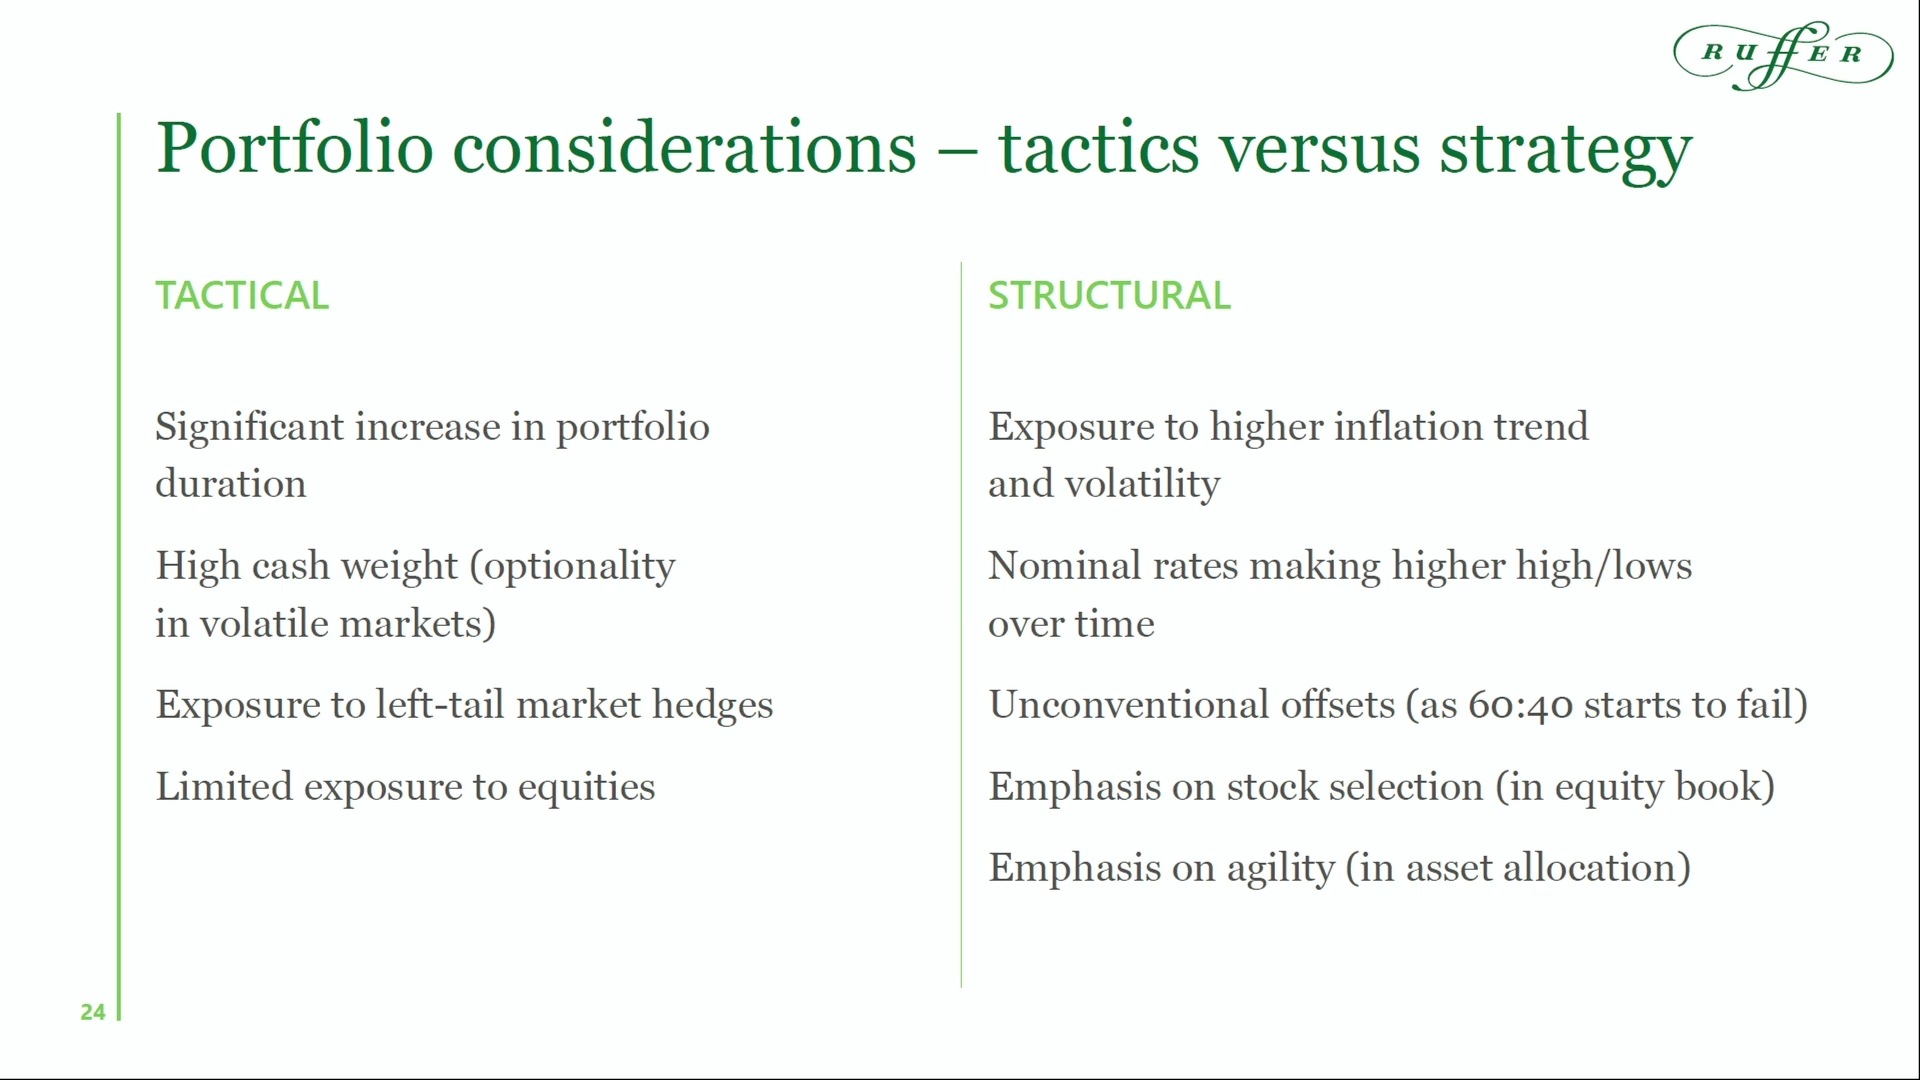 RUFFER
Portfolio considerations – tactics versus strategy
TACTICAL
Significant increase in portfolio
duration
High cash weight (optionality
in volatile markets)
Exposure to left-tail market hedges
Limited exposure to equities
STRUCTURAL
Exposure to higher inflation trend
and volatility
Nominal rates making higher high/lows
over time
Unconventional offsets (as 60:40 starts to fail)
Emphasis on stock selection (in equity book)
Emphasis on agility (in asset allocation)
24